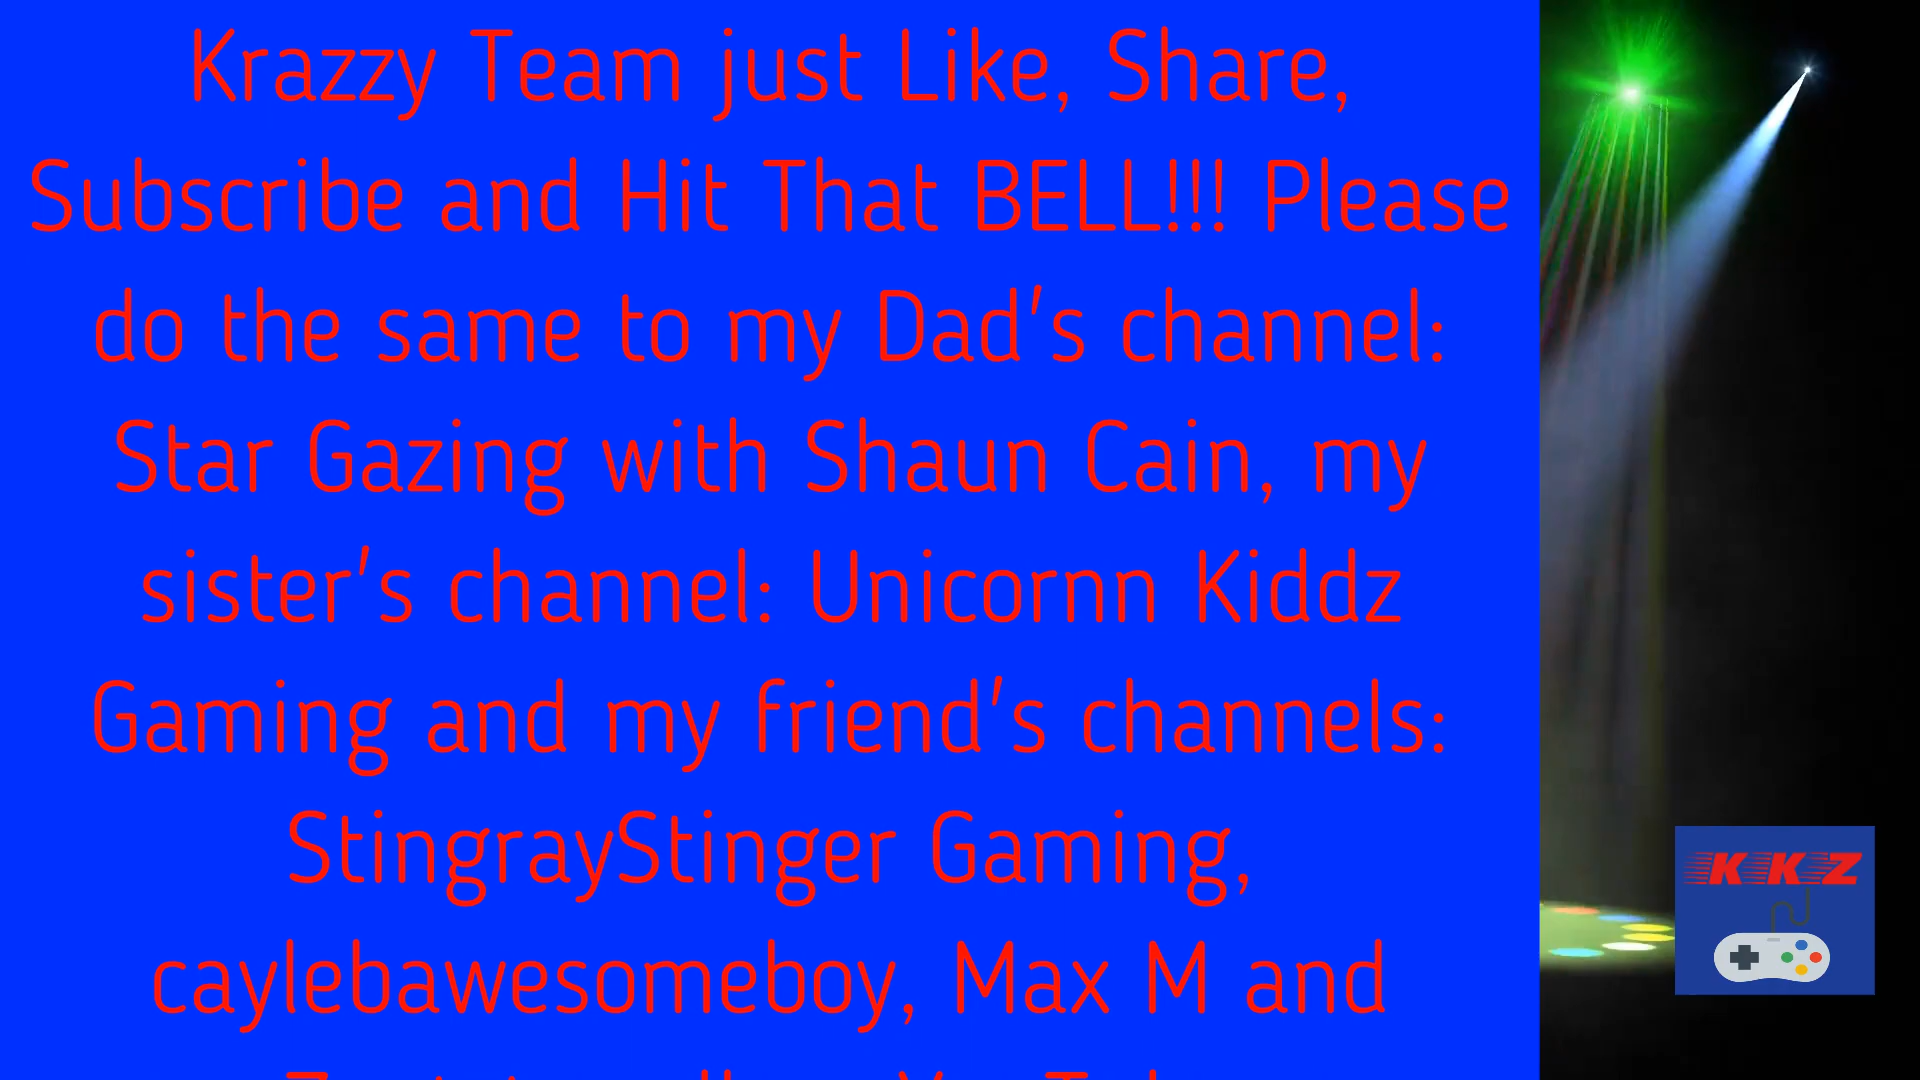 Krazzy Team just Like, Share,
Subscribe and Hit That BELL!!! Please
do the same to my Dad's channel:
Star Gazing with Shaun Cain, my
sister's channel: Unicornn Kiddz
Gaming and my friend's channels:
StingrayStinger Gaming,
caylebawesomeboy, Max M and
KKZ